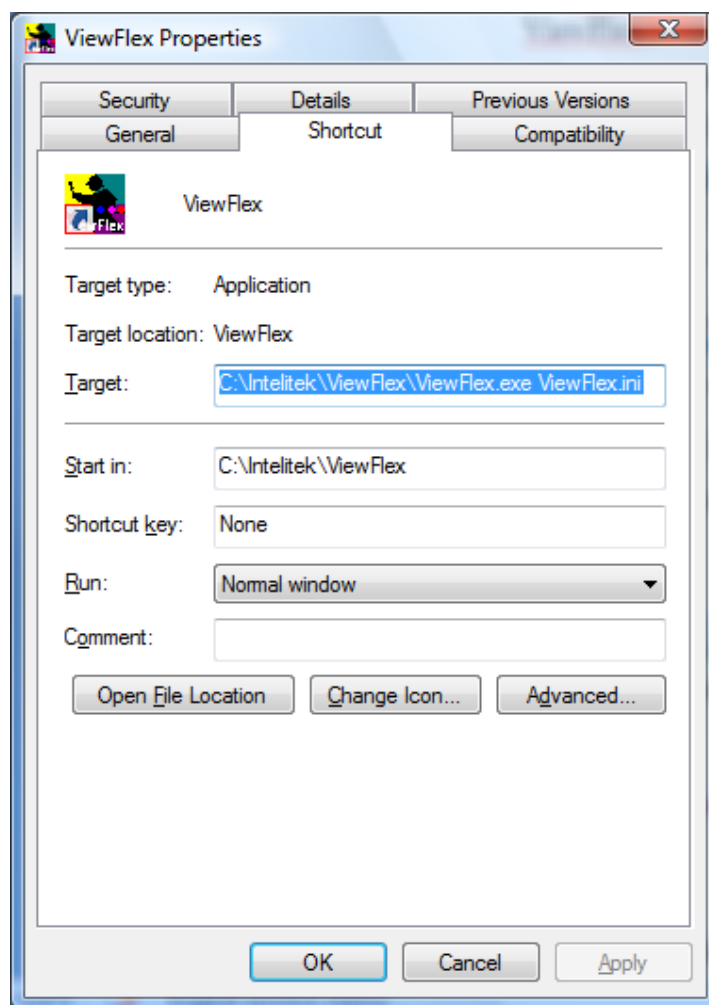 ViewFlex Properties
Security Details Previous Versions
General Shortcut Compatibility
ViewFlex
Target type: Application
Target location: ViewFlex
Target: C:\Intelitek\ViewFlex\ViewFlex.exe ViewFlex.ini
Start in: C:\Intelitek\ViewFlex
Shortcut key: None
Run: Normal window
Comment:
Open File Location Change Icon... Advanced...
OK Cancel Apply